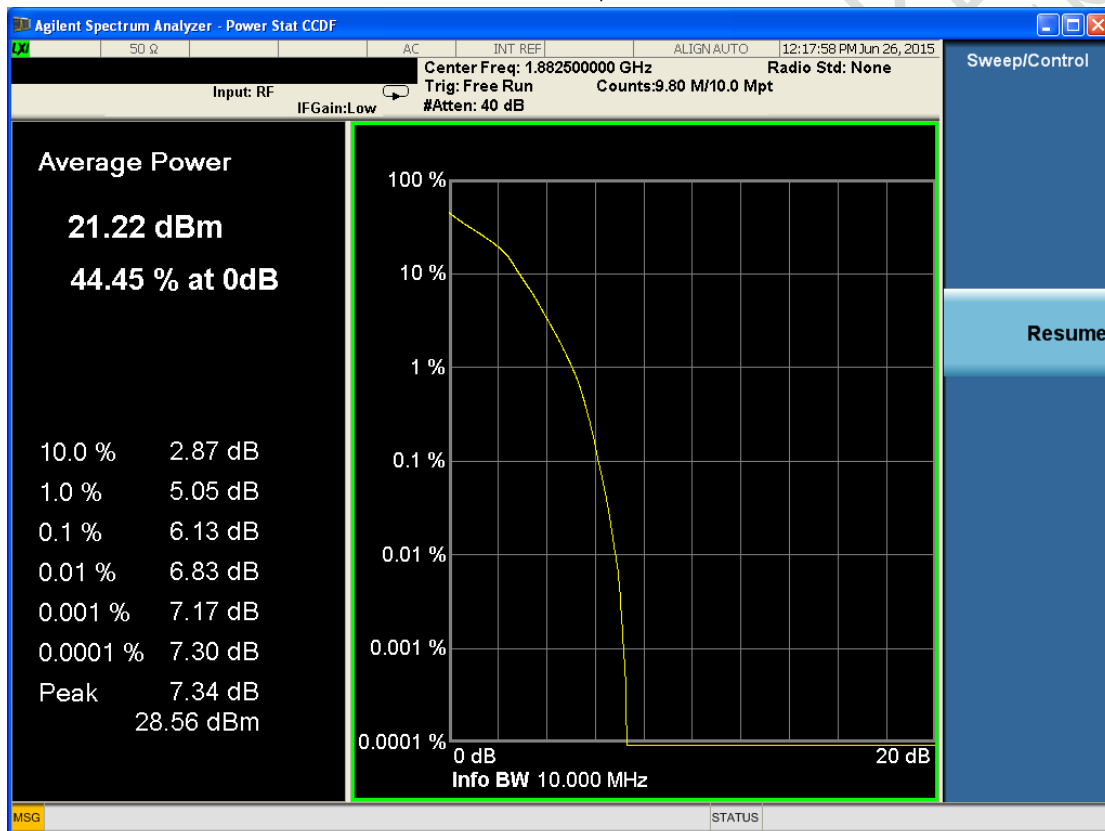 Agilent Spectrum Analyzer - Power Stat CCDF
LXI 50 Ω AC INT REF ALIGN AUTO 12:17:58 PM Jun 26, 2015
Center Freq: 1.882500000 GHz Radio Std: None
Input: RF Trig: Free Run Counts:9.80 M/10.0 Mpt
IFGain:Low #Atten: 40 dB
Sweep/Control
Resume
Average Power
21.22 dBm
44.45 % at 0dB
10.0 % 2.87 dB
1.0 % 5.05 dB
0.1 % 6.13 dB
0.01 % 6.83 dB
0.001 % 7.17 dB
0.0001 % 7.30 dB
Peak 7.34 dB
28.56 dBm
100 %
10 %
1 %
0.1 %
0.01 %
0.001 %
0.0001 %
0 dB 20 dB
Info BW 10.000 MHz
MSG STATUS